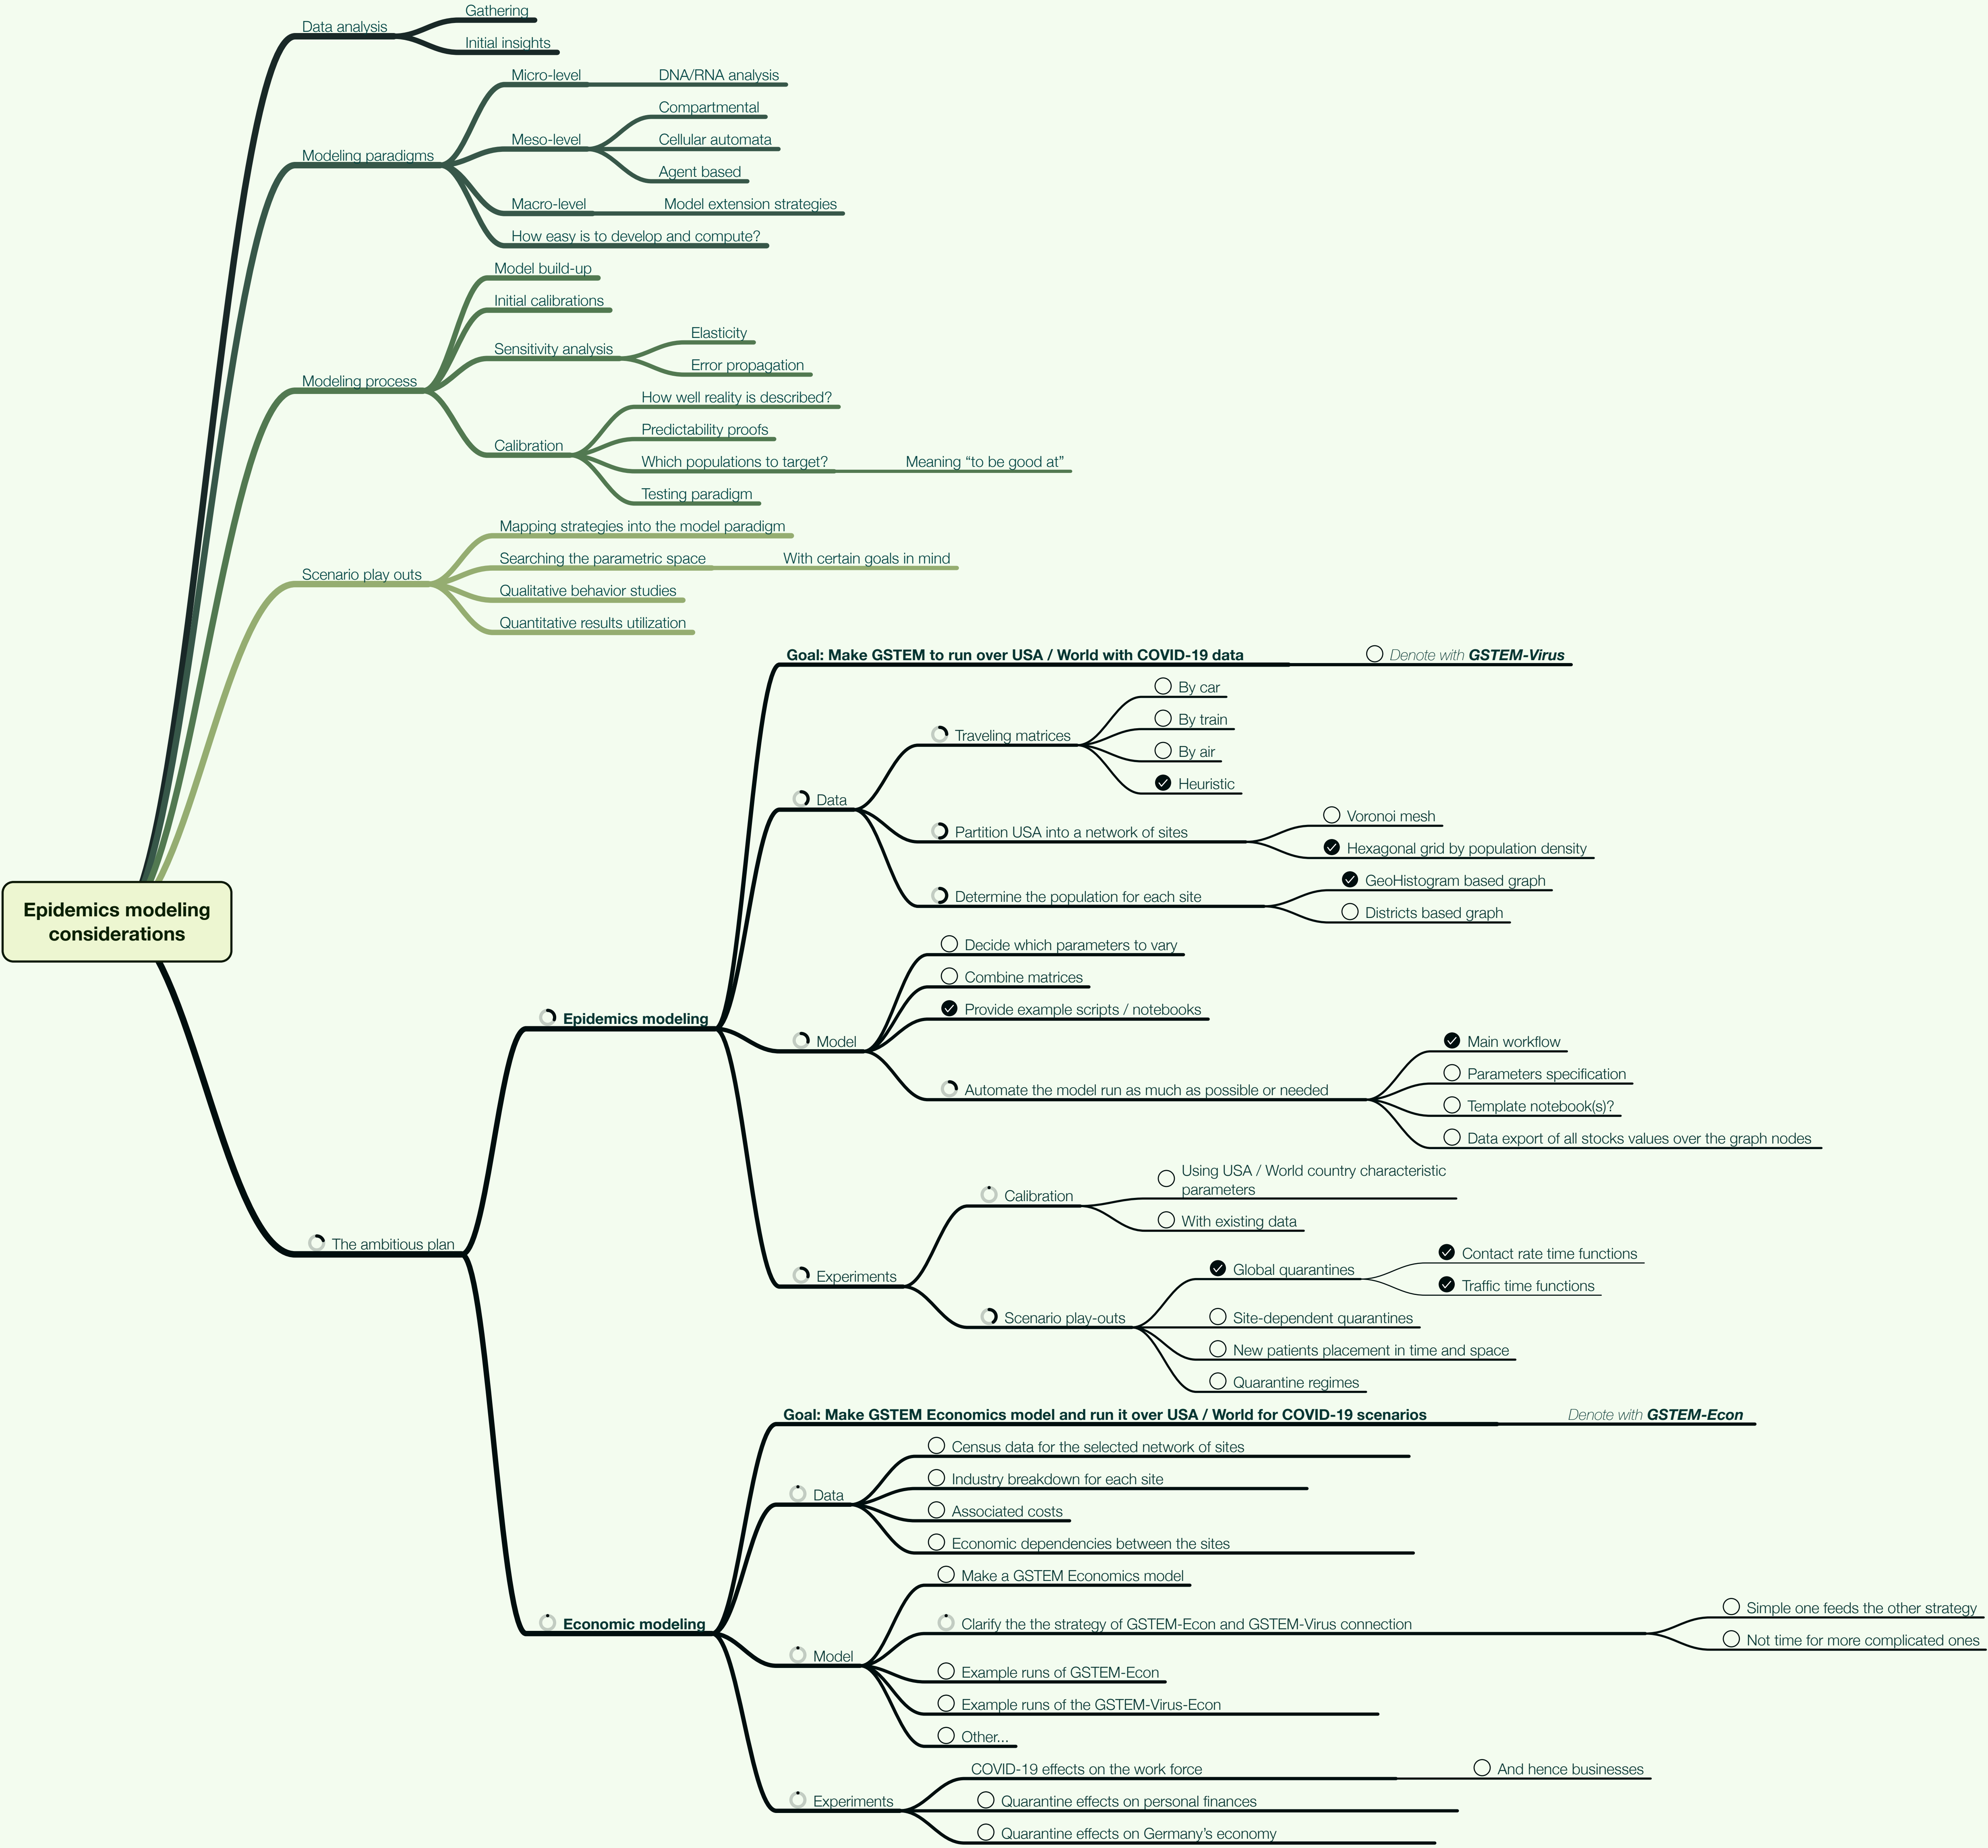 Epidemics modeling
considerations
Data analysis
Gathering
Initial insights
Modeling paradigms
Micro-level
DNA/RNA analysis
Meso-level
Compartmental
Cellular automata
Agent based
Macro-level
Model extension strategies
How easy is to develop and compute?
Modeling process
Model build-up
Initial calibrations
Sensitivity analysis
Elasticity
Error propagation
Calibration
How well reality is described?
Predictability proofs
Which populations to target?
Meaning “to be good at”
Testing paradigm
Scenario play outs
Mapping strategies into the model paradigm
Searching the parametric space
With certain goals in mind
Qualitative behavior studies
Quantitative results utilization
The ambitious plan
Epidemics modeling
Goal: Make GSTEM to run over USA / World with COVID-19 data
Denote with GSTEM-Virus
Data
Traveling matrices
By car
By train
By air
Heuristic
Partition USA into a network of sites
Voronoi mesh
Hexagonal grid by population density
Determine the population for each site
GeoHistogram based graph
Districts based graph
Model
Decide which parameters to vary
Combine matrices
Provide example scripts / notebooks
Automate the model run as much as possible or needed
Main workflow
Parameters specification
Template notebook(s)?
Data export of all stocks values over the graph nodes
Experiments
Calibration
Using USA / World country characteristic
parameters
With existing data
Scenario play-outs
Global quarantines
Contact rate time functions
Traffic time functions
Site-dependent quarantines
New patients placement in time and space
Quarantine regimes
Economic modeling
Goal: Make GSTEM Economics model and run it over USA / World for COVID-19 scenarios
Denote with GSTEM-Econ
Data
Census data for the selected network of sites
Industry breakdown for each site
Associated costs
Economic dependencies between the sites
Model
Make a GSTEM Economics model
Clarify the the strategy of GSTEM-Econ and GSTEM-Virus connection
Simple one feeds the other strategy
Not time for more complicated ones
Example runs of GSTEM-Econ
Example runs of the GSTEM-Virus-Econ
Other...
Experiments
COVID-19 effects on the work force
And hence businesses
Quarantine effects on personal finances
Quarantine effects on Germany’s economy